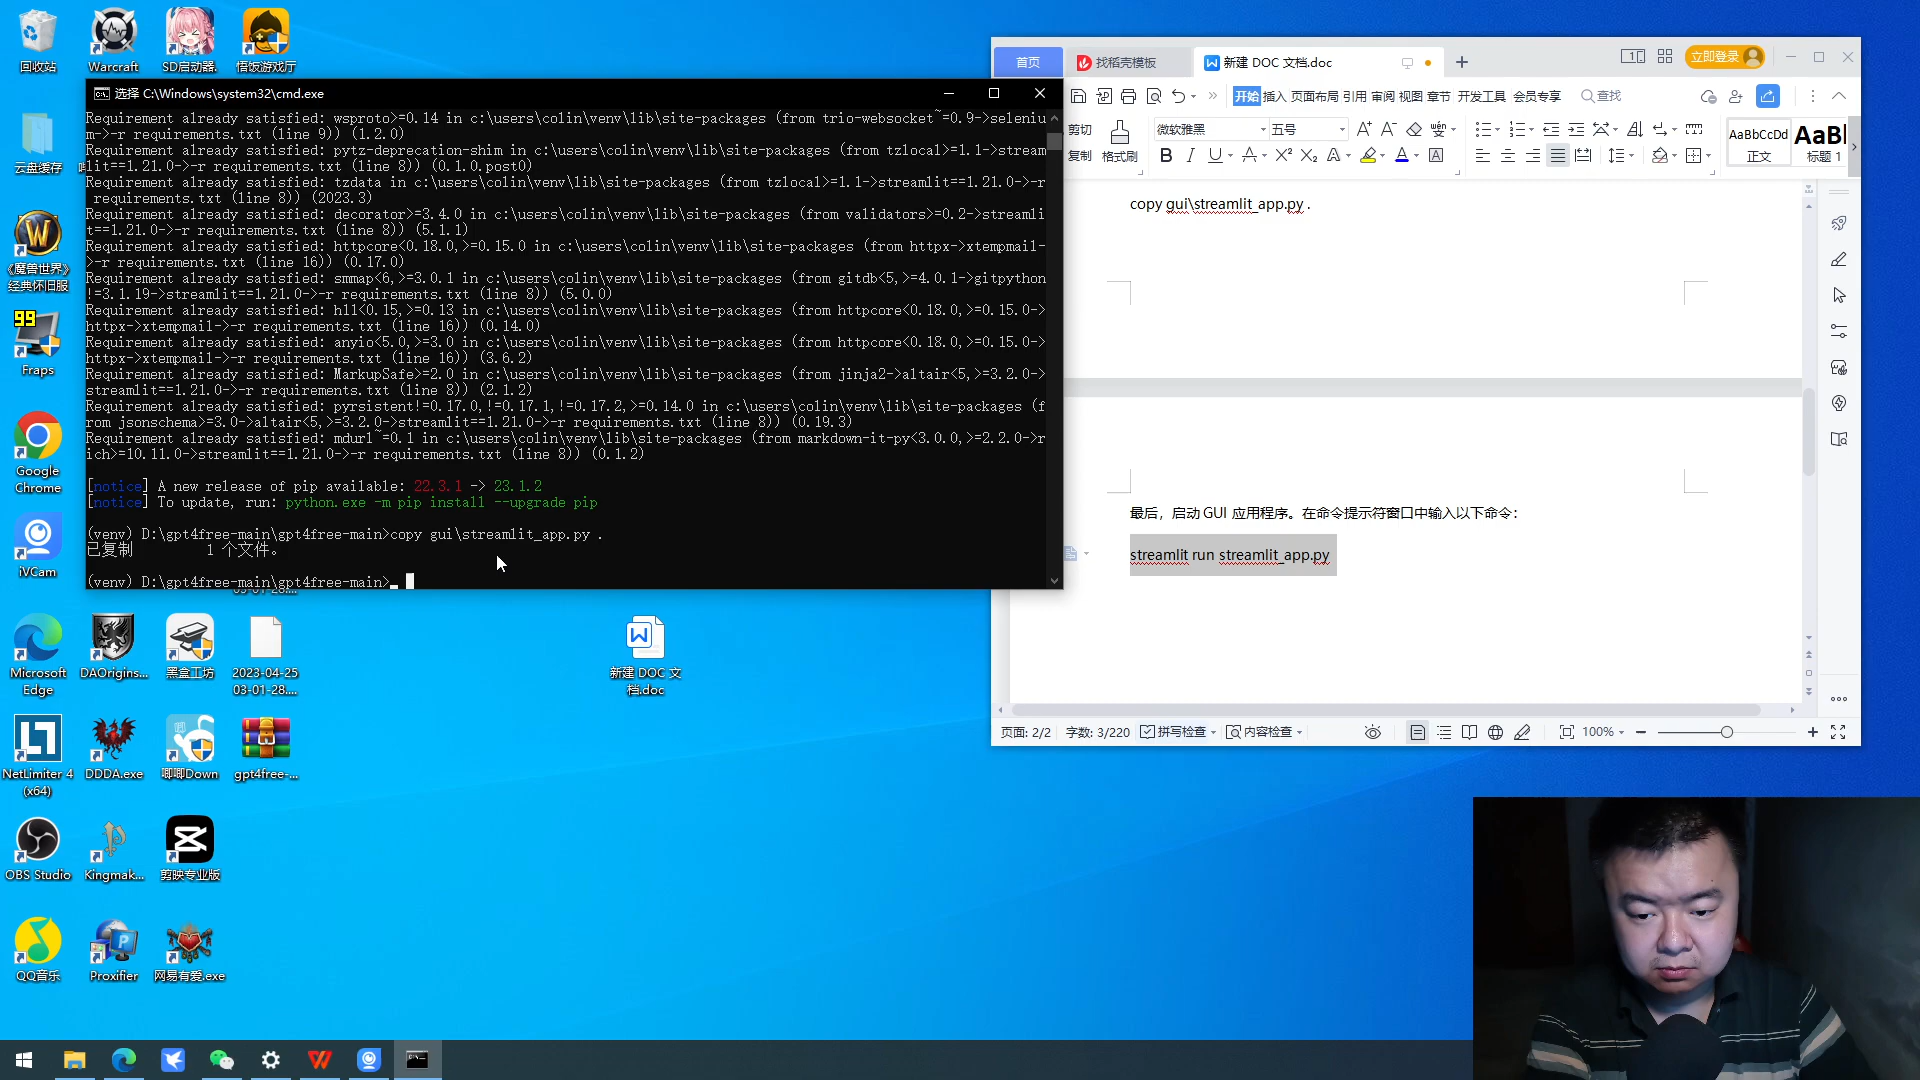 回收站
Warcraft
SD启动器.
悟饭游戏厅
云盘缓存
《魔兽世界》
经典怀旧服
99
Fraps
Google
Chrome
iVCam
Microsoft
Edge
DAOrigins...
黑盒工坊
2023-04-25
03-01-28....
NetLimiter 4
(x64)
DDDA.exe
唧唧Down
gpt4free-...
OBS Studio
Kingmak...
剪映专业版
QQ音乐
Proxifier
网易有爱.exe
新建 DOC 文
档.doc
选择 C:\Windows\system32\cmd.exe
Requirement already satisfied: wsproto>=0.14 in c:\users\colin\venv\lib\site-packages (from trio-websocket~=0.9->seleniu
m->-r requirements.txt (line 9)) (1.2.0)
Requirement already satisfied: pytz-deprecation-shim in c:\users\colin\venv\lib\site-packages (from tzlocal>=1.1->stream
lit==1.21.0->-r requirements.txt (line 8)) (0.1.0.post0)
Requirement already satisfied: tzdata in c:\users\colin\venv\lib\site-packages (from tzlocal>=1.1->streamlit==1.21.0->-r
requirements.txt (line 8)) (2023.3)
Requirement already satisfied: decorator>=3.4.0 in c:\users\colin\venv\lib\site-packages (from validators>=0.2->streamli
t==1.21.0->-r requirements.txt (line 8)) (5.1.1)
Requirement already satisfied: httpcore<0.18.0,>=0.15.0 in c:\users\colin\venv\lib\site-packages (from httpx->xtempmail-
>-r requirements.txt (line 16)) (0.17.0)
Requirement already satisfied: smmap<6,>=3.0.1 in c:\users\colin\venv\lib\site-packages (from gitdb<5,>=4.0.1->gitpython
!=3.1.19->streamlit==1.21.0->-r requirements.txt (line 8)) (5.0.0)
Requirement already satisfied: h11<0.15,>=0.13 in c:\users\colin\venv\lib\site-packages (from httpcore<0.18.0,>=0.15.0->
httpx->xtempmail->-r requirements.txt (line 16)) (0.14.0)
Requirement already satisfied: anyio<5.0,>=3.0 in c:\users\colin\venv\lib\site-packages (from httpcore<0.18.0,>=0.15.0->
httpx->xtempmail->-r requirements.txt (line 16)) (3.6.2)
Requirement already satisfied: MarkupSafe>=2.0 in c:\users\colin\venv\lib\site-packages (from jinja2->altair<5,>=3.2.0->
streamlit==1.21.0->-r requirements.txt (line 8)) (2.1.2)
Requirement already satisfied: pyrsistent!=0.17.0,!=0.17.1,!=0.17.2,>=0.14.0 in c:\users\colin\venv\lib\site-packages (f
rom jsonschema>=3.0->altair<5,>=3.2.0->streamlit==1.21.0->-r requirements.txt (line 8)) (0.19.3)
Requirement already satisfied: mdurl~=0.1 in c:\users\colin\venv\lib\site-packages (from markdown-it-py<3.0.0,>=2.2.0->r
ich>=10.11.0->streamlit==1.21.0->-r requirements.txt (line 8)) (0.1.2)
[notice] A new release of pip available: 22.3.1 -> 23.1.2
[notice] To update, run: python.exe -m pip install --upgrade pip
(venv) D:\gpt4free-main\gpt4free-main>copy gui\streamlit_app.py .
已复制         1 个文件。
(venv) D:\gpt4free-main\gpt4free-main>
首页
找稻壳模板
新建 DOC 文档.doc
立即登录
开始 插入 页面布局 引用 审阅 视图 章节 开发工具 会员专享
查找
剪切
复制
格式刷
微软雅黑
五号
AaBbCcDd
正文
AaBl
标题 1
copy gui\streamlit_app.py .
最后，启动 GUI 应用程序。在命令提示符窗口中输入以下命令：
streamlit run streamlit_app.py
页面: 2/2
字数: 3/220
拼写检查
内容检查
100%